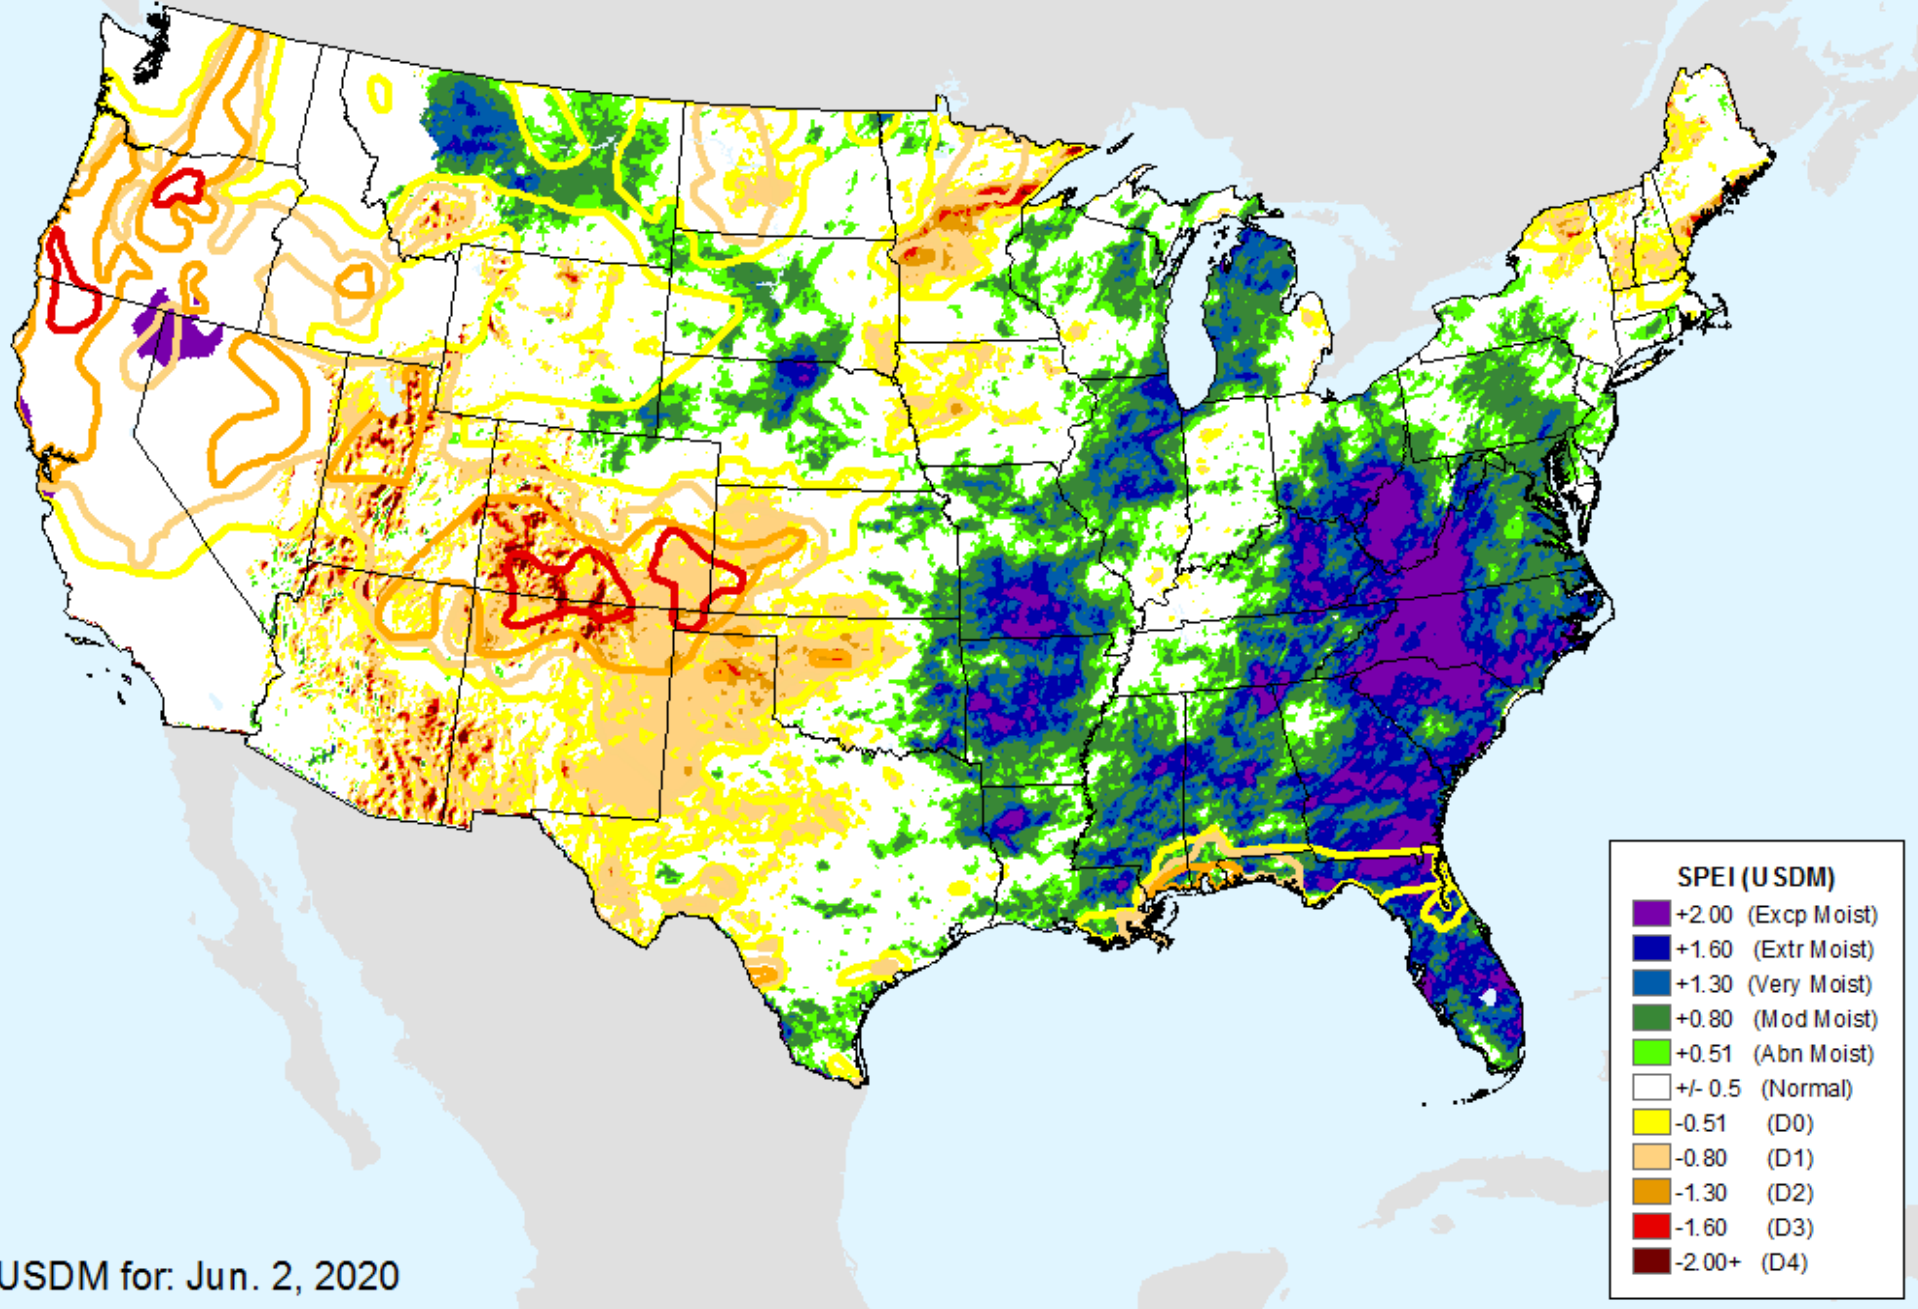 SPEI (USDM)
+2.00 (Excp Moist)
+1.60 (Extr Moist)
+1.30 (Very Moist)
+0.80 (Mod Moist)
+0.51 (Abn Moist)
+/- 0.5 (Normal)
-0.51 (D0)
-0.80 (D1)
-1.30 (D2)
-1.60 (D3)
-2.00+ (D4)
USDM for: Jun. 2, 2020